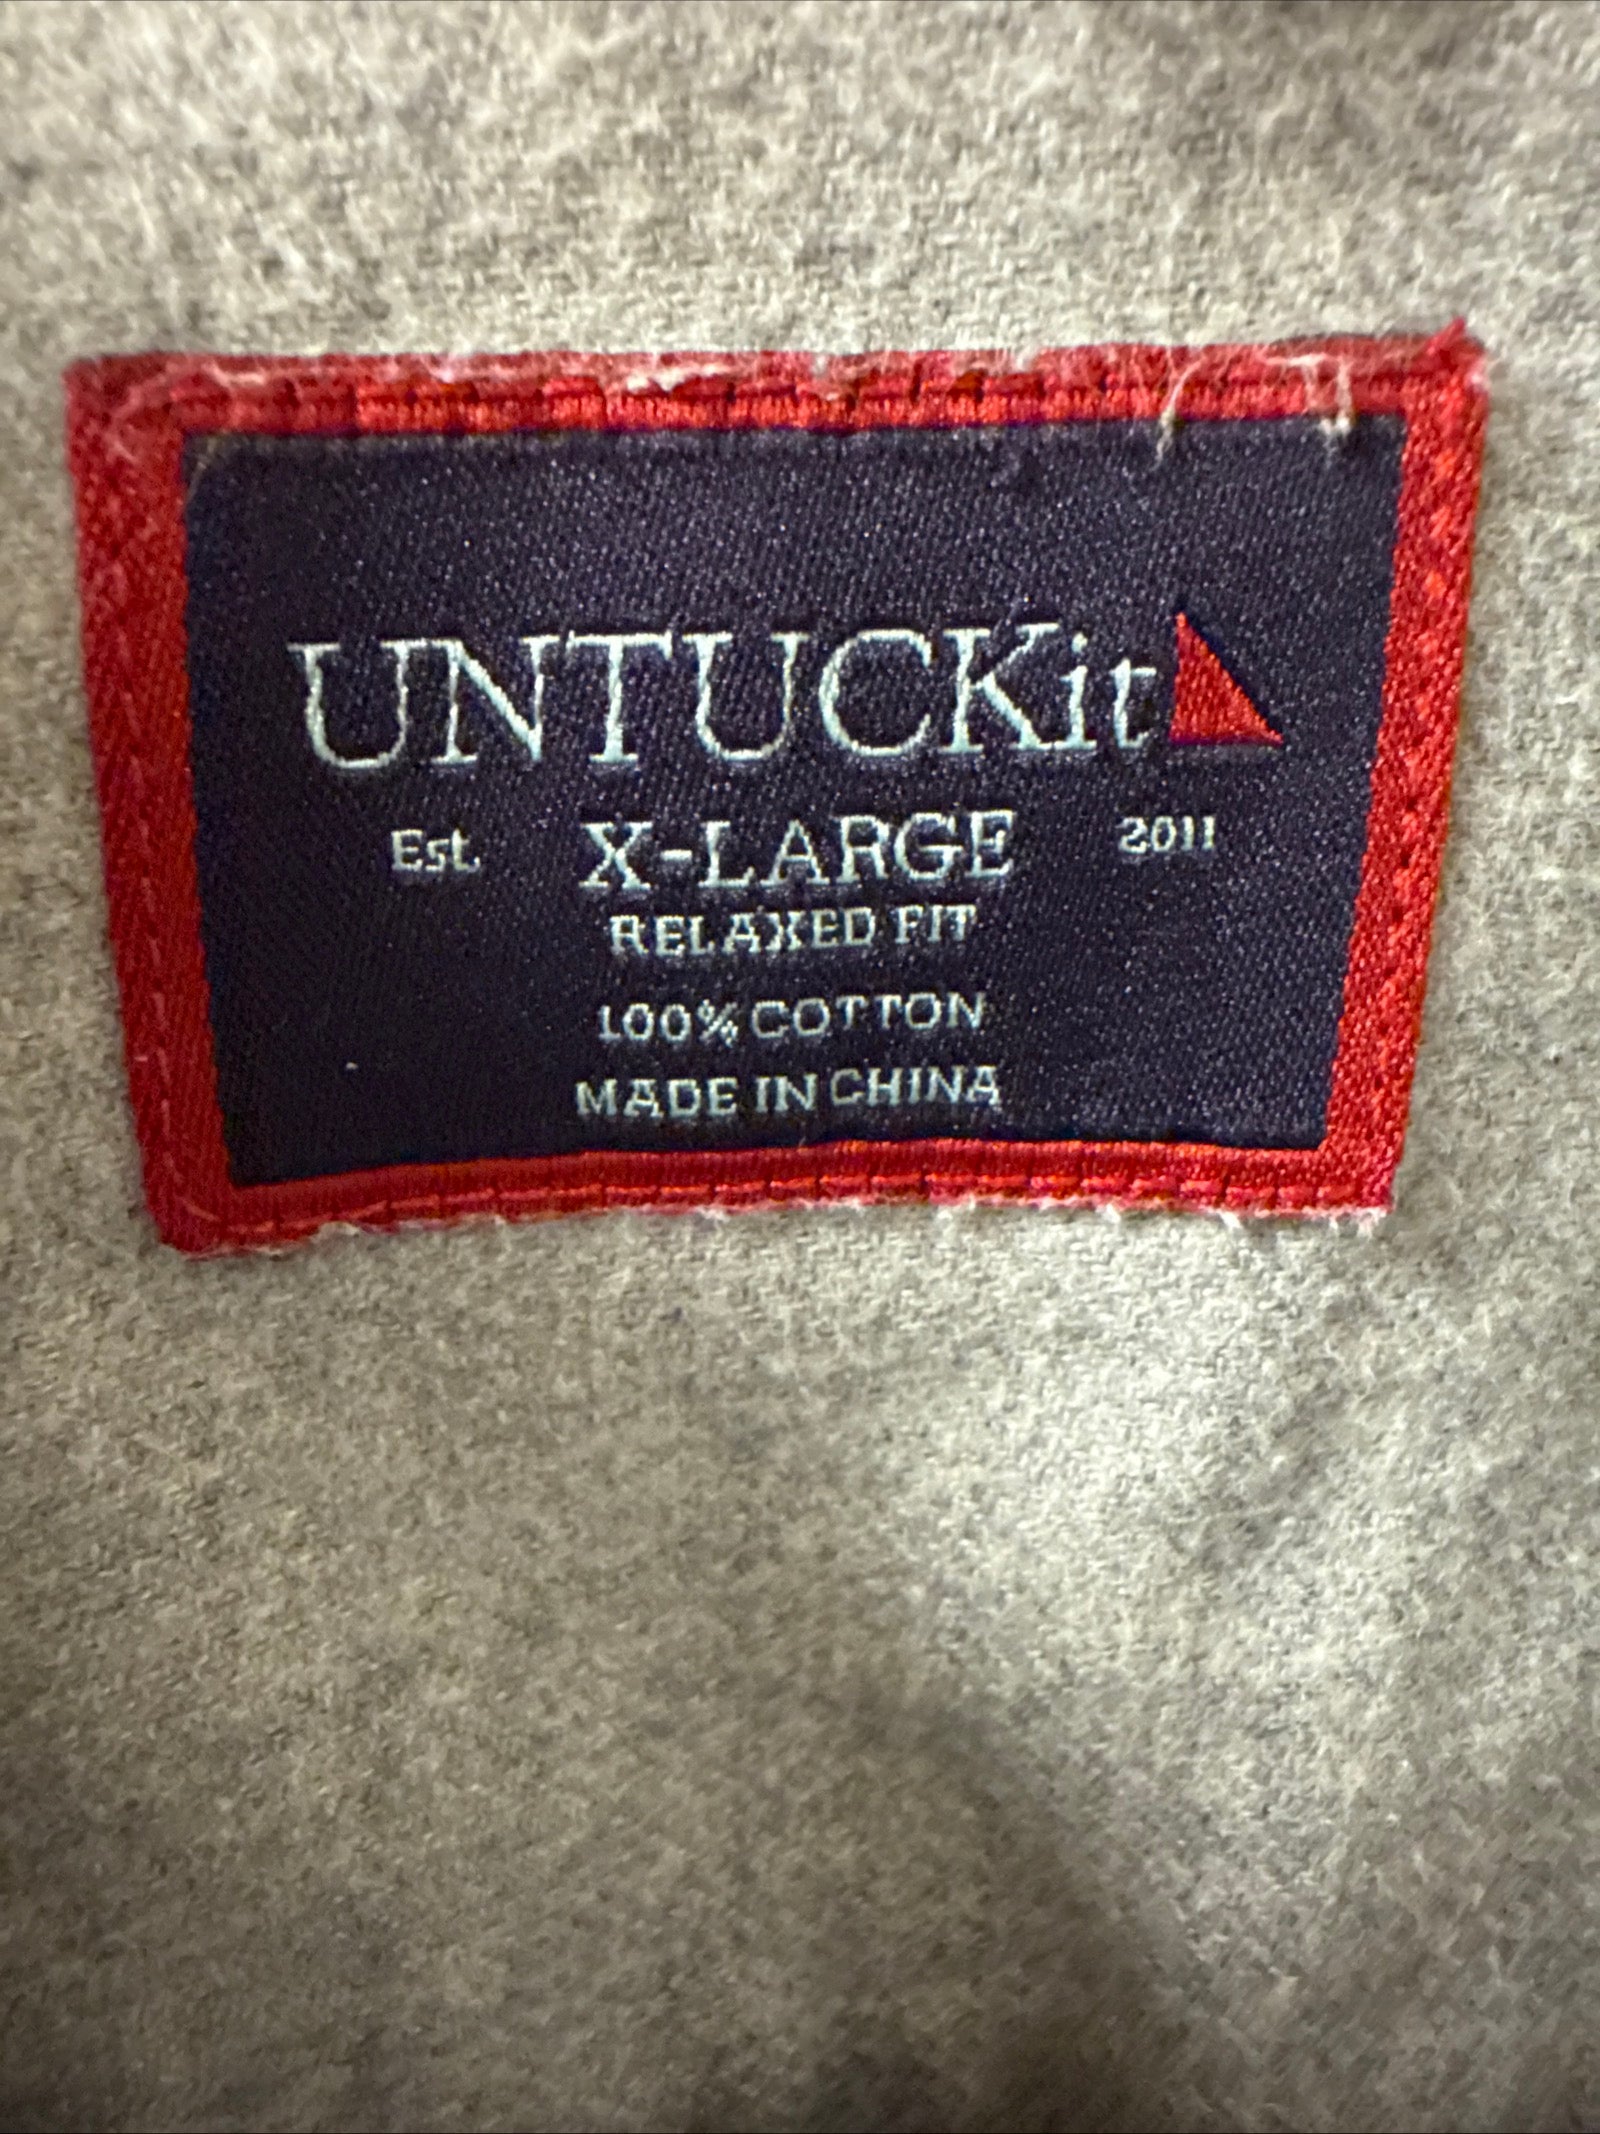 UNTUCKit
Est. X-LARGE 2011
RELAXED FIT
100% COTTON
MADE IN CHINA